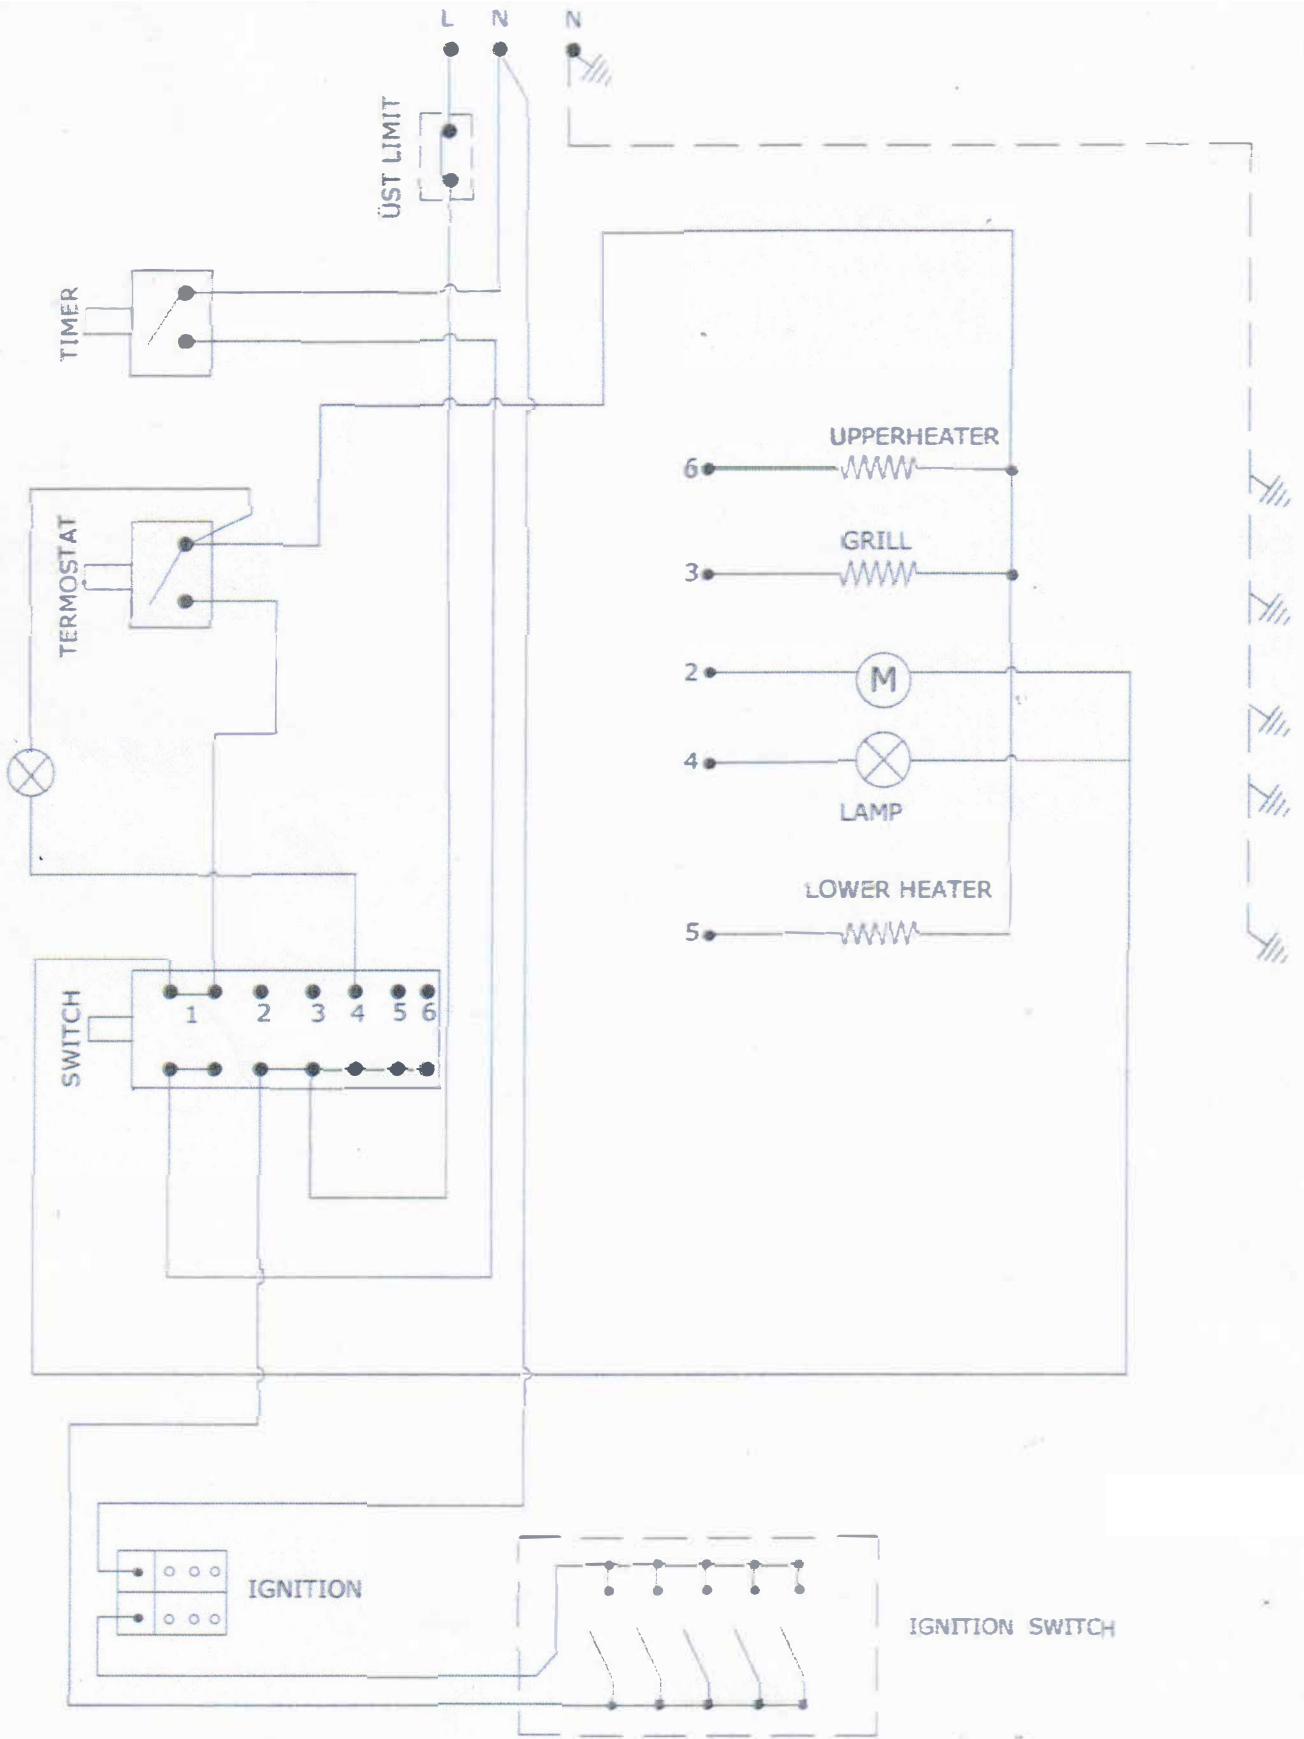 L N N
ÜST LIMIT
TIMER
UPPERHEATER
6
TERMOSTAT
GRILL
3
2 M
4
LAMP
LOWER HEATER
5
SWITCH
1 2 3 4 5 6
IGNITION
IGNITION SWITCH